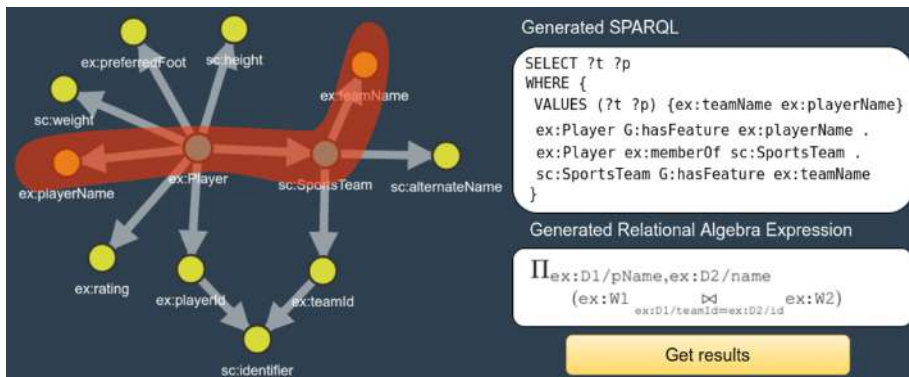 ex:preferredFoot
sc:height
ex:teamName
sc:weight
ex:playerName
ex:Player
sc:SportsTeam
sc:alternateName
ex:rating
ex:playerId
ex:teamId
sc:identifier
Generated SPARQL
SELECT ?t ?p
WHERE {
VALUES (?t ?p) {ex:teamName ex:playerName}
ex:Player G:hasFeature ex:playerName .
ex:Player ex:memberOf sc:SportsTeam .
sc:SportsTeam G:hasFeature ex:teamName
}
Generated Relational Algebra Expression
Πex:D1/pName,ex:D2/name
(ex:W1 ⋈ ex:D1/teamId=ex:D2/id ex:W2)
Get results